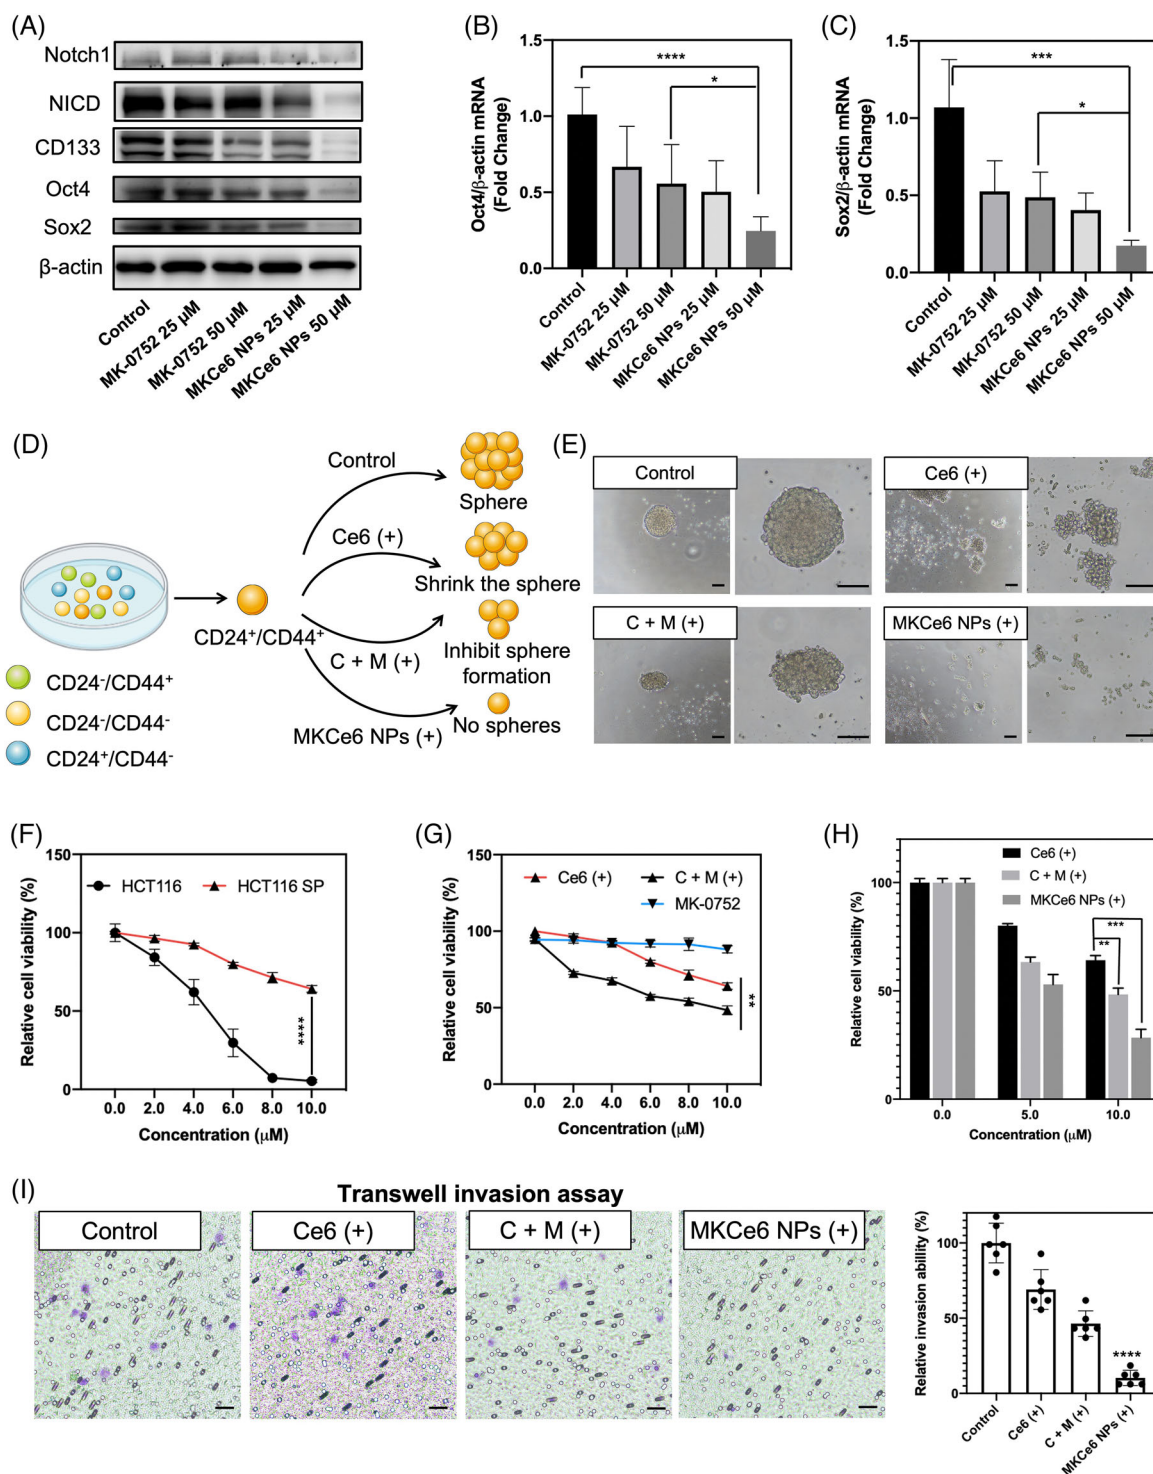 (A)
Notch1
NICD
CD133
Oct4
Sox2
β-actin
Control
MK-0752 25 μM
MK-0752 50 μM
MKCe6 NPs 25 μM
MKCe6 NPs 50 μM
(B)
Oct4/β-actin mRNA
(Fold Change)
1.5
1.0
0.5
0.0
****
*
Control
MK-0752 25 μM
MK-0752 50 μM
MKCe6 NPs 25 μM
MKCe6 NPs 50 μM
(C)
Sox2/β-actin mRNA
(Fold Change)
1.5
1.0
0.5
0.0
***
*
Control
MK-0752 25 μM
MK-0752 50 μM
MKCe6 NPs 25 μM
MKCe6 NPs 50 μM
(D)
CD24⁺/CD44⁺
Control
Sphere
Ce6 (+)
Shrink the sphere
C + M (+)
Inhibit sphere
formation
MKCe6 NPs (+)
No spheres
CD24⁻/CD44⁺
CD24⁻/CD44⁻
CD24⁺/CD44⁻
(E)
Control
Ce6 (+)
C + M (+)
MKCe6 NPs (+)
(F)
Relative cell viability (%)
150
100
50
0
HCT116
HCT116 SP
****
0.0 2.0 4.0 6.0 8.0 10.0
Concentration (μM)
(G)
Relative cell viability (%)
150
100
50
0
Ce6 (+)
C + M (+)
MK-0752
**
0.0 2.0 4.0 6.0 8.0 10.0
Concentration (μM)
(H)
Relative cell viability (%)
100
50
0
Ce6 (+)
C + M (+)
MKCe6 NPs (+)
***
**
0.0 5.0 10.0
Concentration (μM)
(I)
Transwell invasion assay
Control
Ce6 (+)
C + M (+)
MKCe6 NPs (+)
Relative invasion abillity (%)
100
50
0
****
Control
Ce6 (+)
C + M (+)
MKCe6 NPs (+)